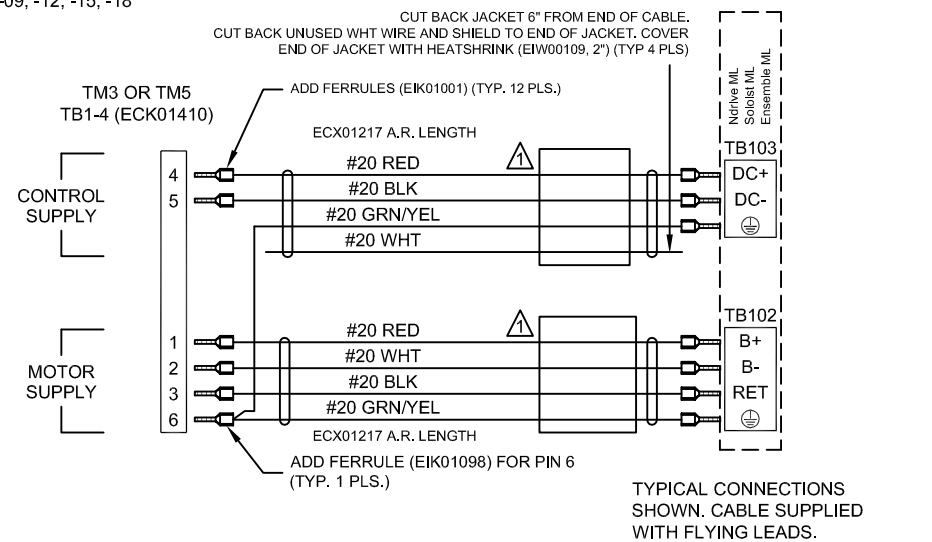 -09, -12, -15, -18
CUT BACK JACKET 6" FROM END OF CABLE.
CUT BACK UNUSED WHT WIRE AND SHIELD TO END OF JACKET. COVER
END OF JACKET WITH HEATSHRINK (EIW00109, 2") (TYP 4 PLS)
TM3 OR TM5
TB1-4 (ECK01410)
ADD FERRULES (EIK01001) (TYP. 12 PLS.)
Ndrive ML
Soloist ML
Ensemble ML
ECX01217 A.R. LENGTH
CONTROL
SUPPLY
4
#20 RED
1
TB103
DC+
5
#20 BLK
DC-
#20 GRN/YEL
#20 WHT
MOTOR
SUPPLY
1
#20 RED
1
TB102
B+
2
#20 WHT
B-
3
#20 BLK
RET
6
#20 GRN/YEL
ECX01217 A.R. LENGTH
ADD FERRULE (EIK01098) FOR PIN 6
(TYP. 1 PLS.)
TYPICAL CONNECTIONS
SHOWN. CABLE SUPPLIED
WITH FLYING LEADS.